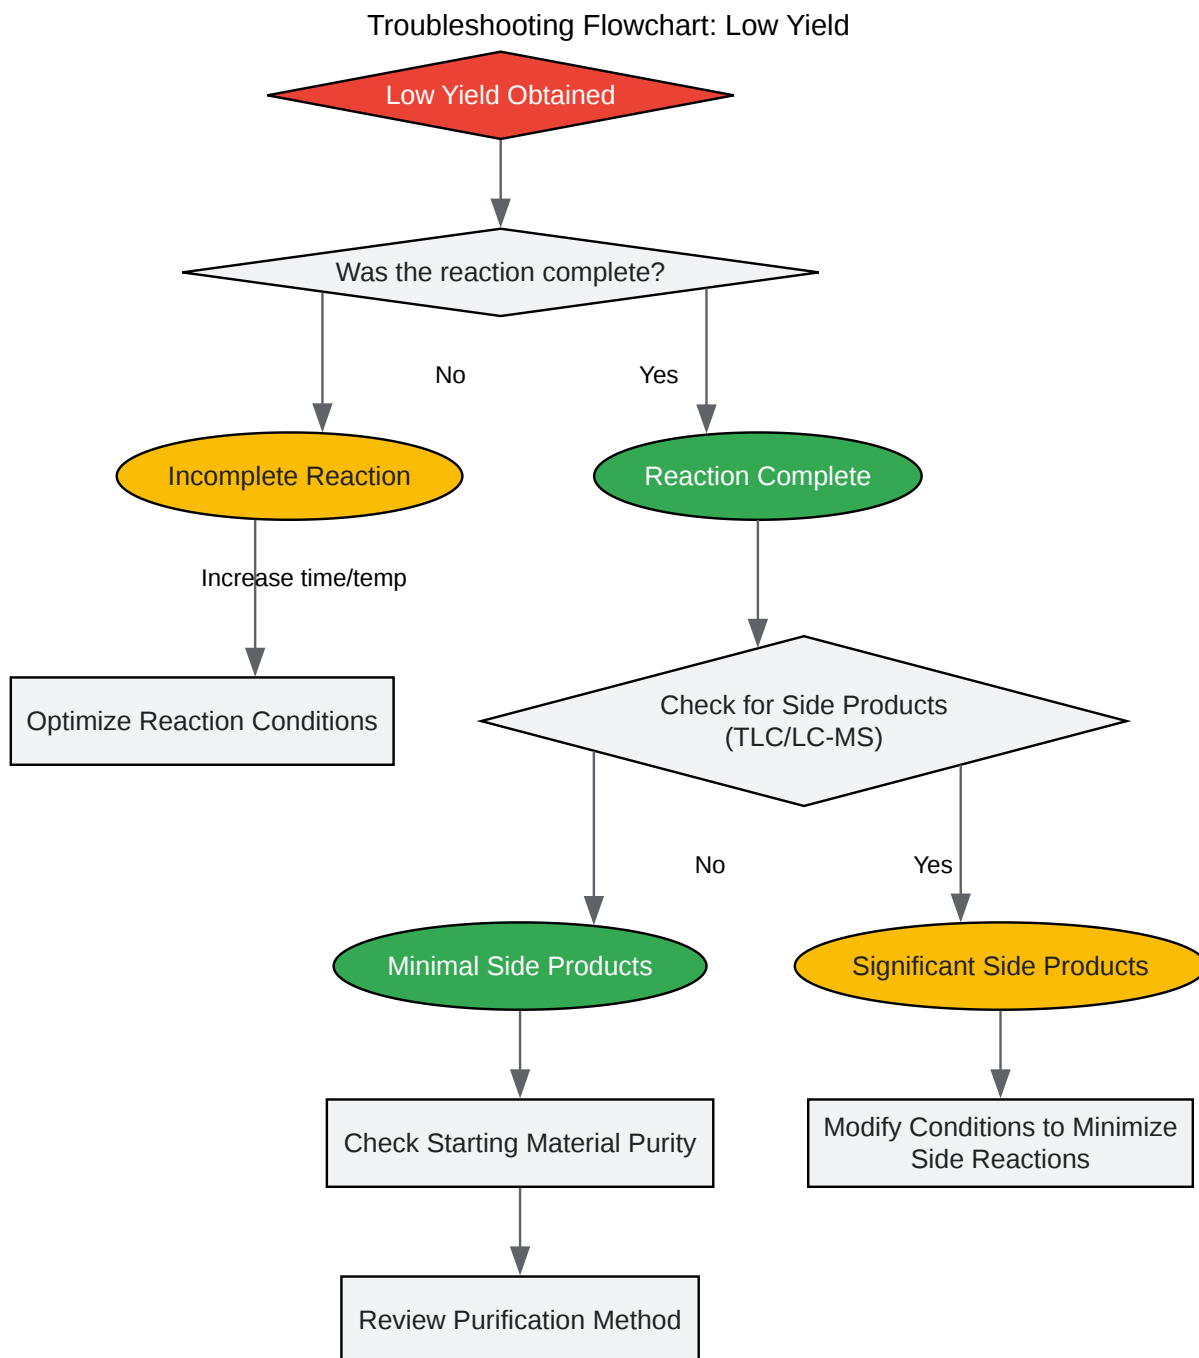 Troubleshooting Flowchart: Low Yield
Low Yield Obtained
Was the reaction complete?
No
Yes
Incomplete Reaction
Reaction Complete
Increase time/temp
Optimize Reaction Conditions
Check for Side Products
(TLC/LC-MS)
No
Yes
Minimal Side Products
Significant Side Products
Check Starting Material Purity
Modify Conditions to Minimize
Side Reactions
Review Purification Method